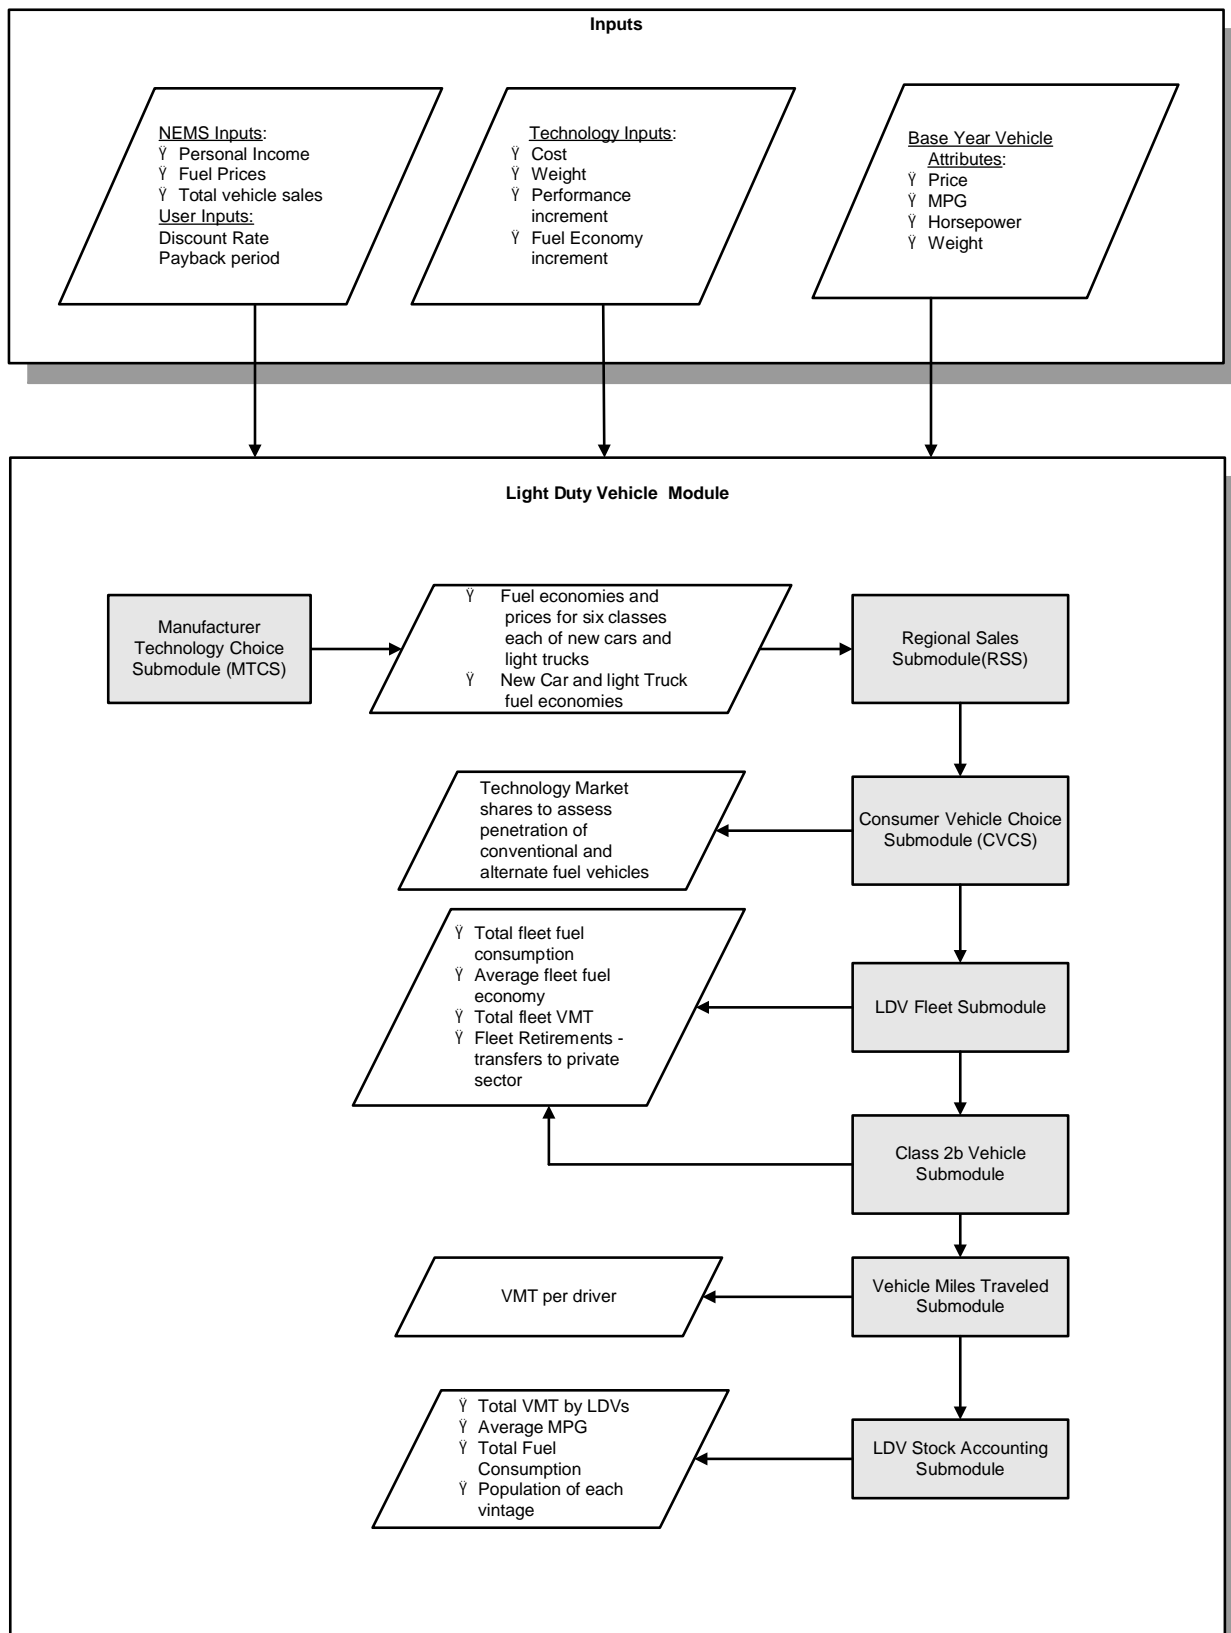 Inputs
NEMS Inputs:
Ÿ Personal Income
Ÿ Fuel Prices
Ÿ Total vehicle sales
User Inputs:
Discount Rate
Payback period
Technology Inputs:
Ÿ Cost
Ÿ Weight
Ÿ Performance
increment
Ÿ Fuel Economy
increment
Base Year Vehicle
Attributes:
Ÿ Price
Ÿ MPG
Ÿ Horsepower
Ÿ Weight
Light Duty Vehicle Module
Manufacturer
Technology Choice
Submodule (MTCS)
Ÿ Fuel economies and
prices for six classes
each of new cars and
light trucks
Ÿ New Car and light Truck
fuel economies
Regional Sales
Submodule(RSS)
Technology Market
shares to assess
penetration of
conventional and
alternate fuel vehicles
Consumer Vehicle Choice
Submodule (CVCS)
Ÿ Total fleet fuel
consumption
Ÿ Average fleet fuel
economy
Ÿ Total fleet VMT
Ÿ Fleet Retirements -
transfers to private
sector
LDV Fleet Submodule
Class 2b Vehicle
Submodule
VMT per driver
Vehicle Miles Traveled
Submodule
Ÿ Total VMT by LDVs
Ÿ Average MPG
Ÿ Total Fuel
Consumption
Ÿ Population of each
vintage
LDV Stock Accounting
Submodule